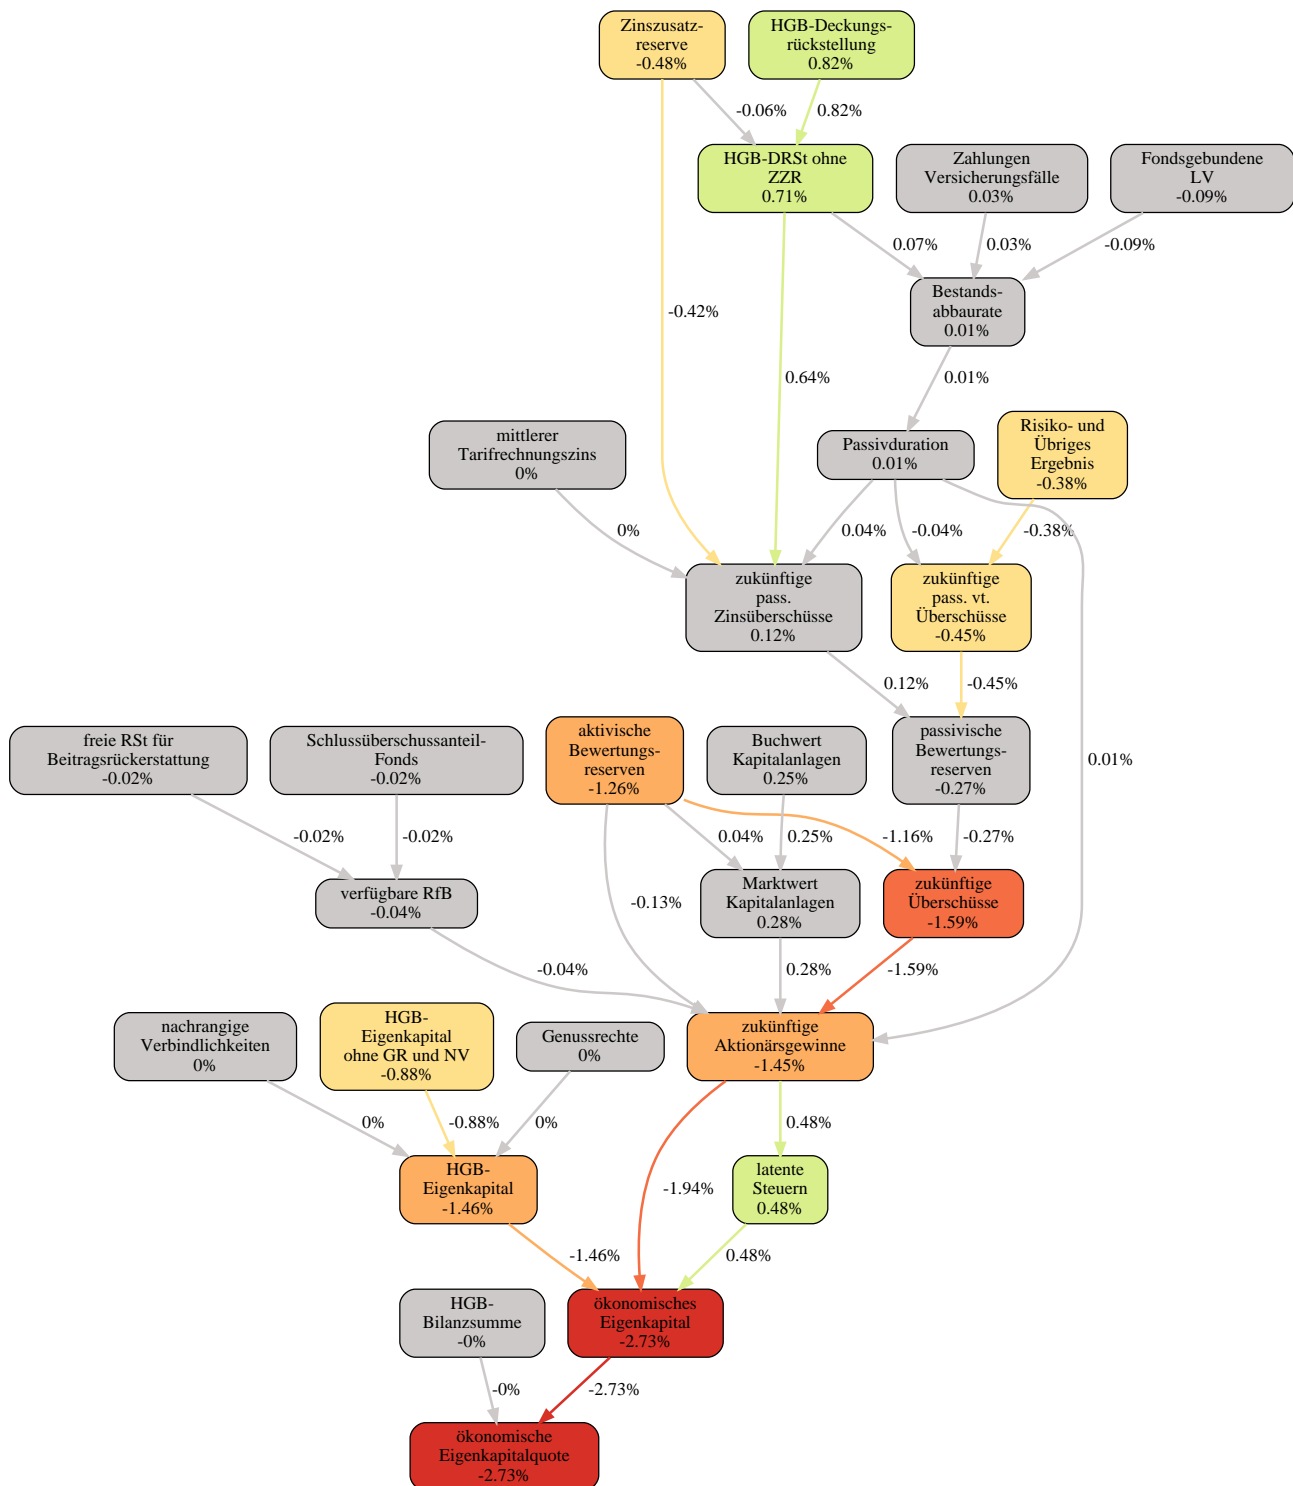 Zinszusatz-
reserve
-0.48%
HGB-Deckungs-
rückstellung
0.82%
-0.06%
0.82%
HGB-DRSt ohne
ZZR
0.71%
Zahlungen
Versicherungsfälle
0.03%
Fondsgebundene
LV
-0.09%
0.07%
0.03%
-0.09%
Bestands-
abbaurate
0.01%
-0.42%
0.64%
0.01%
mittlerer
Tarifrechnungszins
0%
Passivduration
0.01%
Risiko- und
Übriges
Ergebnis
-0.38%
0%
0.04%
-0.04%
-0.38%
zukünftige
pass.
Zinsüberschüsse
0.12%
zukünftige
pass. vt.
Überschüsse
-0.45%
0.12%
-0.45%
freie RSt für
Beitragsrückerstattung
-0.02%
Schlussüberschussanteil-
Fonds
-0.02%
aktivische
Bewertungs-
reserven
-1.26%
Buchwert
Kapitalanlagen
0.25%
passivische
Bewertungs-
reserven
-0.27%
0.01%
-0.02%
-0.02%
0.04%
0.25%
-1.16%
-0.27%
verfügbare RfB
-0.04%
-0.13%
Marktwert
Kapitalanlagen
0.28%
zukünftige
Überschüsse
-1.59%
-0.04%
0.28%
-1.59%
nachrangige
Verbindlichkeiten
0%
HGB-
Eigenkapital
ohne GR und NV
-0.88%
Genussrechte
0%
zukünftige
Aktionärsgewinne
-1.45%
0%
-0.88%
0%
0.48%
HGB-
Eigenkapital
-1.46%
-1.94%
latente
Steuern
0.48%
-1.46%
0.48%
HGB-
Bilanzsumme
-0%
ökonomisches
Eigenkapital
-2.73%
-0%
-2.73%
ökonomische
Eigenkapitalquote
-2.73%